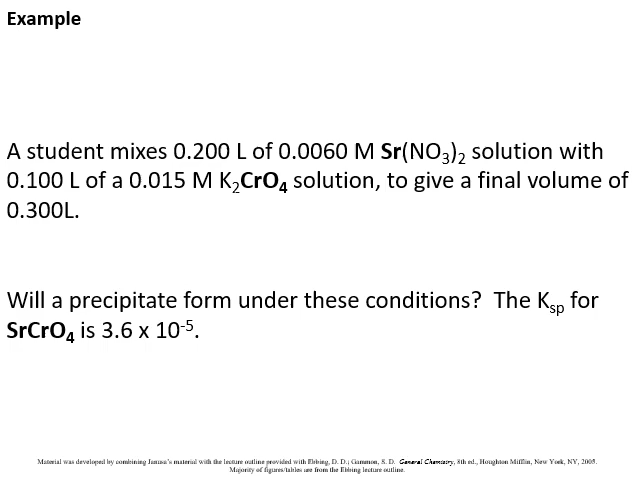 Example
A student mixes 0.200 L of 0.0060 M Sr(NO₃)₂ solution with
0.100 L of a 0.015 M K₂CrO₄ solution, to give a final volume of
0.300L.
Will a precipitate form under these conditions? The Kₛₚ for
SrCrO₄ is 3.6 x 10⁻⁵.
Material was developed by combining Janusa's material with the lecture outline provided with Ebbing, D. D.; Gammon, S. D. General Chemistry, 8th ed., Houghton Mifflin, New York, NY, 2005.
Majority of figures/tables are from the Ebbing lecture outline.